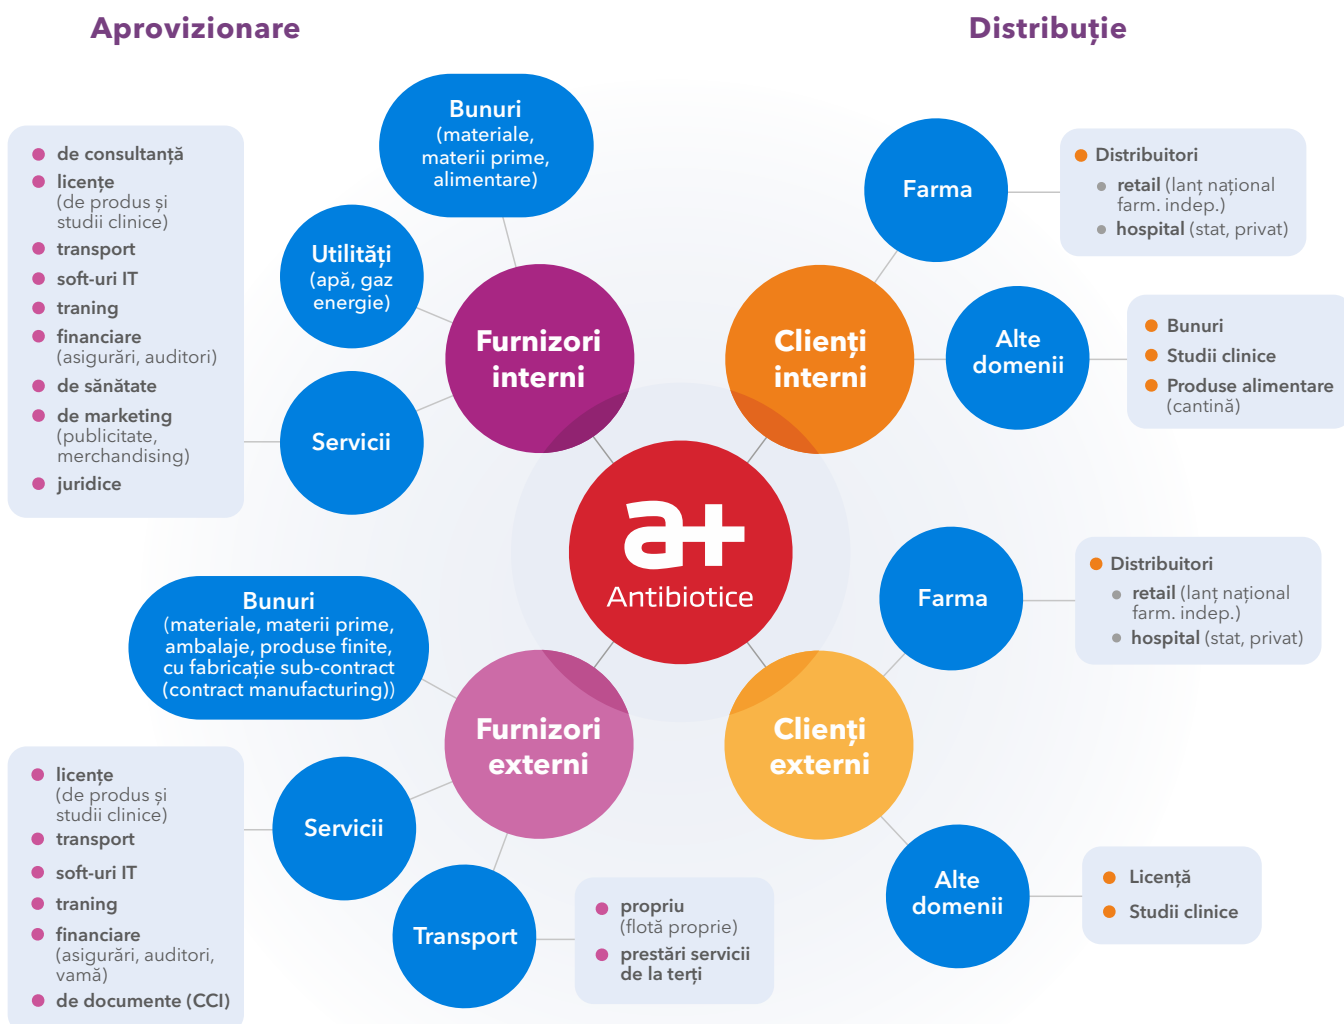 Aprovizionare
Distribuție
Bunuri
(materiale,
materii prime,
alimentare)
Utilități
(apă, gaz
energie)
Servicii
de consultanță
licențe
(de produs și
studii clinice)
transport
soft-uri IT
traning
financiare
(asigurări, auditori)
de sănătate
de marketing
(publicitate,
merchandising)
juridice
Furnizori
interni
Clienți
interni
Farma
Distribuitori
retail (lanț național
farm. indep.)
hospital (stat, privat)
Alte
domenii
Bunuri
Studii clinice
Produse alimentare
(cantină)
a+
Antibiotice
Bunuri
(materiale, materii prime,
ambalaje, produse finite,
cu fabricație sub-contract
(contract manufacturing))
Furnizori
externi
Servicii
licențe
(de produs și
studii clinice)
transport
soft-uri IT
traning
financiare
(asigurări, auditori,
vamă)
de documente (CCI)
Transport
propriu
(flotă proprie)
prestări servicii
de la terți
Clienți
externi
Farma
Distribuitori
retail (lanț național
farm. indep.)
hospital (stat, privat)
Alte
domenii
Licență
Studii clinice